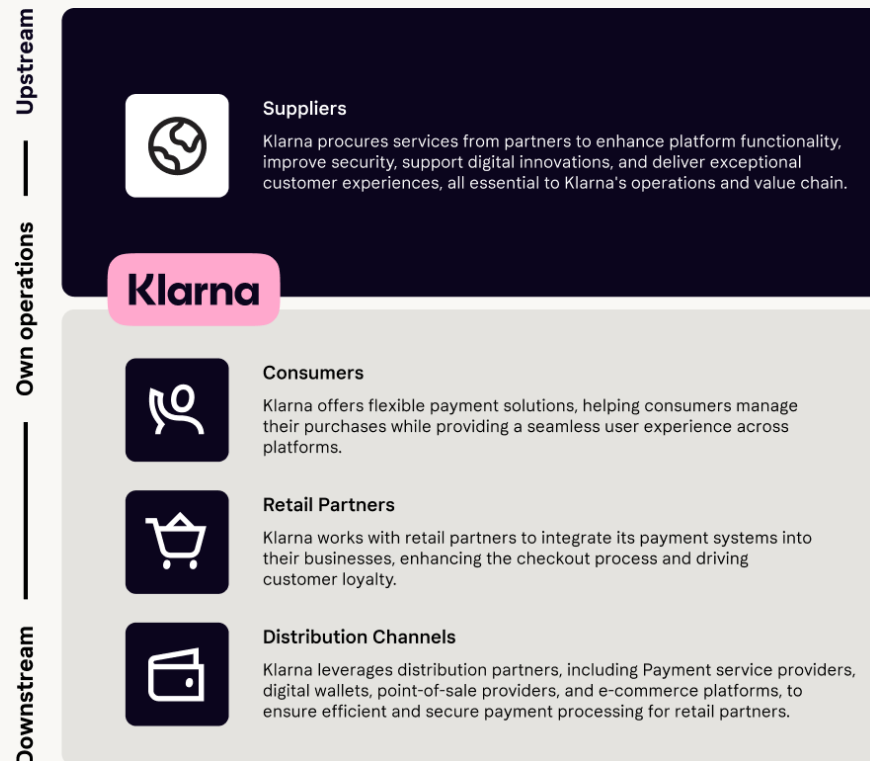 Upstream
Suppliers
Klarna procures services from partners to enhance platform functionality,
improve security, support digital innovations, and deliver exceptional
customer experiences, all essential to Klarna's operations and value chain.
Own operations
Klarna
Consumers
Klarna offers flexible payment solutions, helping consumers manage
their purchases while providing a seamless user experience across
platforms.
Retail Partners
Klarna works with retail partners to integrate its payment systems into
their businesses, enhancing the checkout process and driving
customer loyalty.
Downstream
Distribution Channels
Klarna leverages distribution partners, including Payment service providers,
digital wallets, point-of-sale providers, and e-commerce platforms, to
ensure efficient and secure payment processing for retail partners.